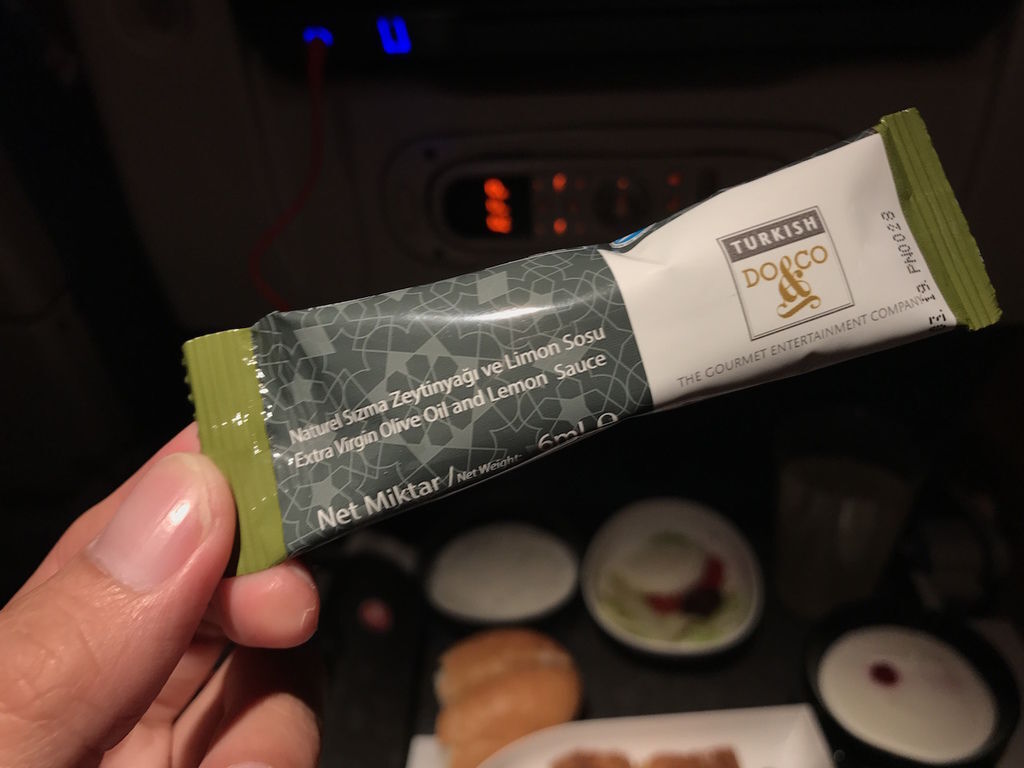 TURKISH
DO&CO
THE GOURMET ENTERTAINMENT COMPANY
Naturel Sızma Zeytinyağı ve Limon Sosu
Extra Virgin Olive Oil and Lemon Sauce
Net Miktar / Net Weight: 6mL